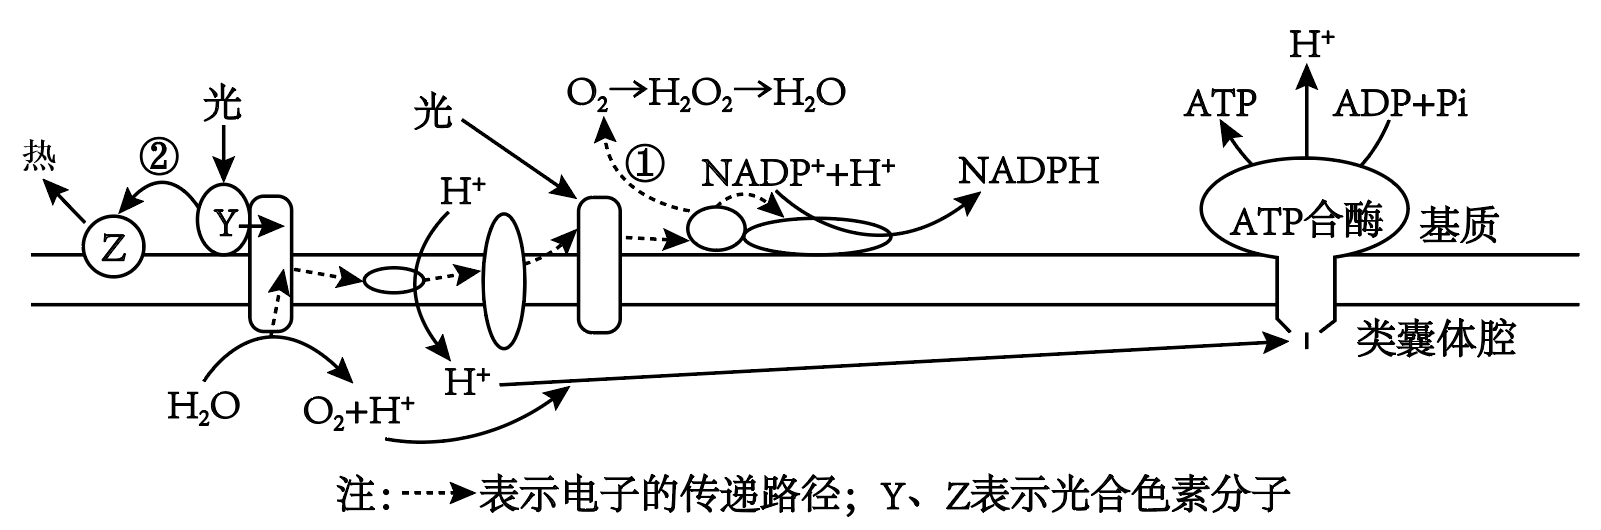 H⁺
光
O₂→H₂O₂→H₂O
光
ATP
ADP+Pi
热
②
①
NADP⁺+H⁺
NADPH
H⁺
Y
Z
ATP合酶
基质
类囊体腔
H⁺
H₂O
O₂+H⁺
注：表示电子的传递路径；Y、Z表示光合色素分子